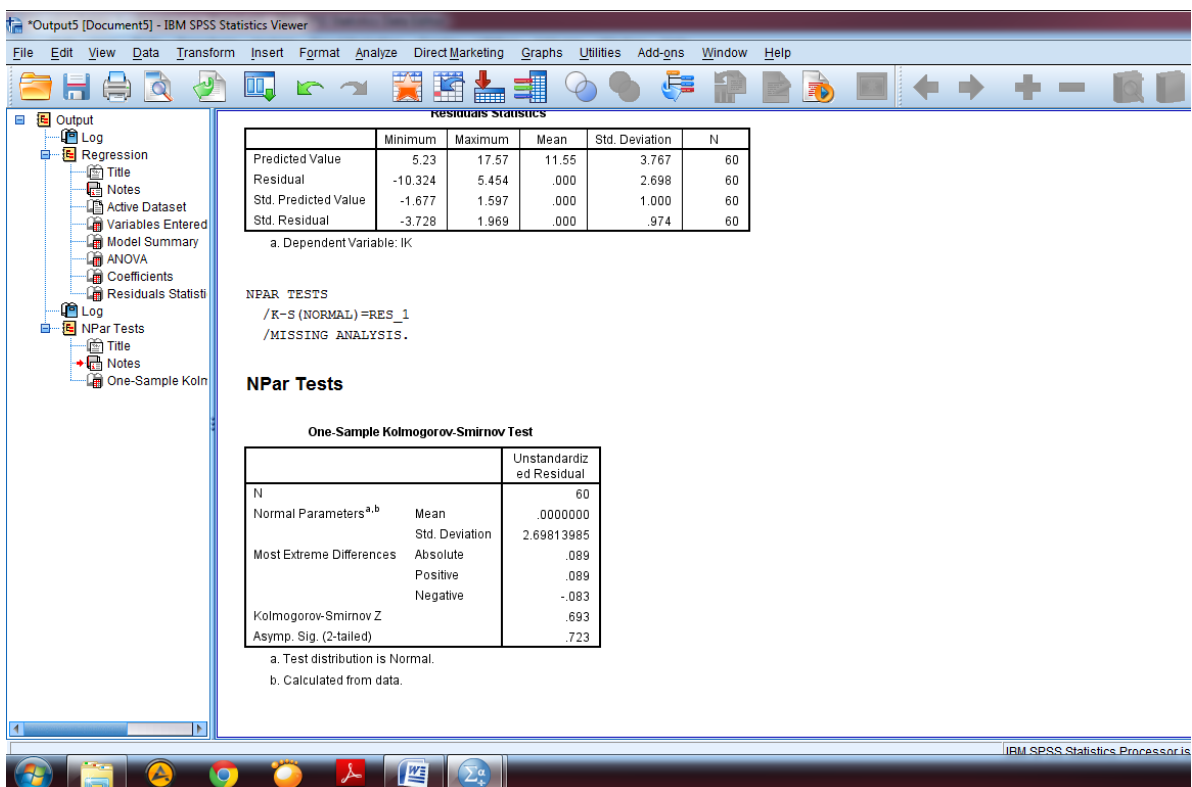 *Output5 [Document5] - IBM SPSS Statistics Viewer
File Edit View Data Transform Insert Format Analyze Direct Marketing Graphs Utilities Add-ons Window Help
Output
Log
Regression
Title
Notes
Active Dataset
Variables Entered
Model Summary
ANOVA
Coefficients
Residuals Statisti
Log
NPar Tests
Title
Notes
One-Sample Kolm
Residuals Statistics
Minimum Maximum Mean Std. Deviation N
Predicted Value 5.23 17.57 11.55 3.767 60
Residual -10.324 5.454 .000 2.698 60
Std. Predicted Value -1.677 1.597 .000 1.000 60
Std. Residual -3.728 1.969 .000 .974 60
a. Dependent Variable: IK
NPAR TESTS
/K-S(NORMAL)=RES_1
/MISSING ANALYSIS.
NPar Tests
One-Sample Kolmogorov-Smirnov Test
Unstandardiz
ed Residual
N 60
Normal Parameters a,b Mean .0000000
Std. Deviation 2.69813985
Most Extreme Differences Absolute .089
Positive .089
Negative -.083
Kolmogorov-Smirnov Z .693
Asymp. Sig. (2-tailed) .723
a. Test distribution is Normal.
b. Calculated from data.
IBM SPSS Statistics Processor is